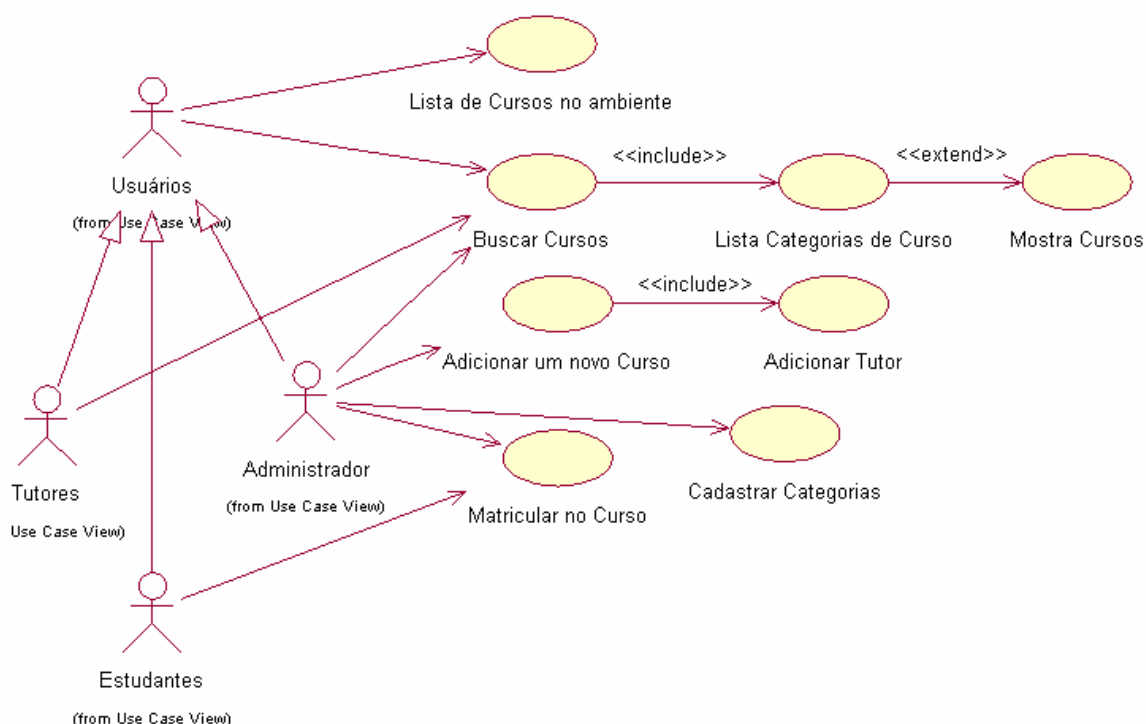 Lista de Cursos no ambiente
Usuários
(from Use Case View)
<<include>>
<<extend>>
Buscar Cursos
Lista Categorias de Curso
Mostra Cursos
<<include>>
Adicionar um novo Curso
Adicionar Tutor
Tutores
Use Case View)
Administrador
(from Use Case View)
Cadastrar Categorias
Matricular no Curso
Estudantes
(from Use Case View)